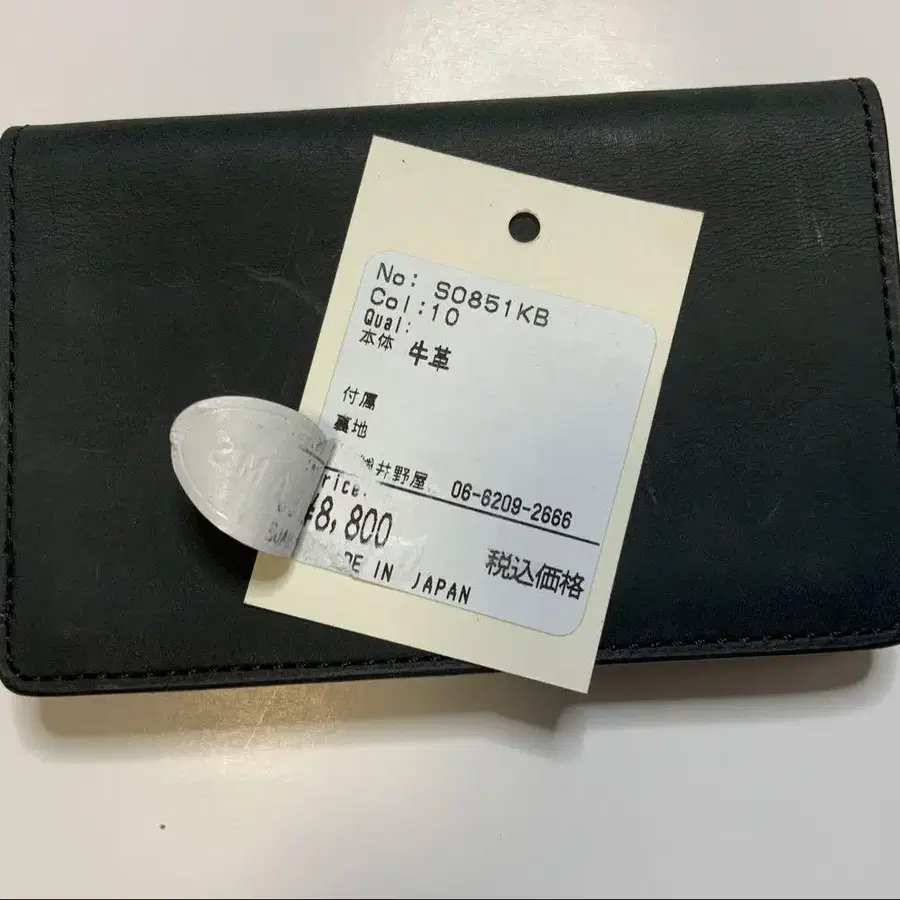 No: S0851KB
Col:10
Qual:
本体 牛革
付属
裏地
㈱井野屋 06-6209-2666
rice.
¥8,800
税込価格
DE IN JAPAN